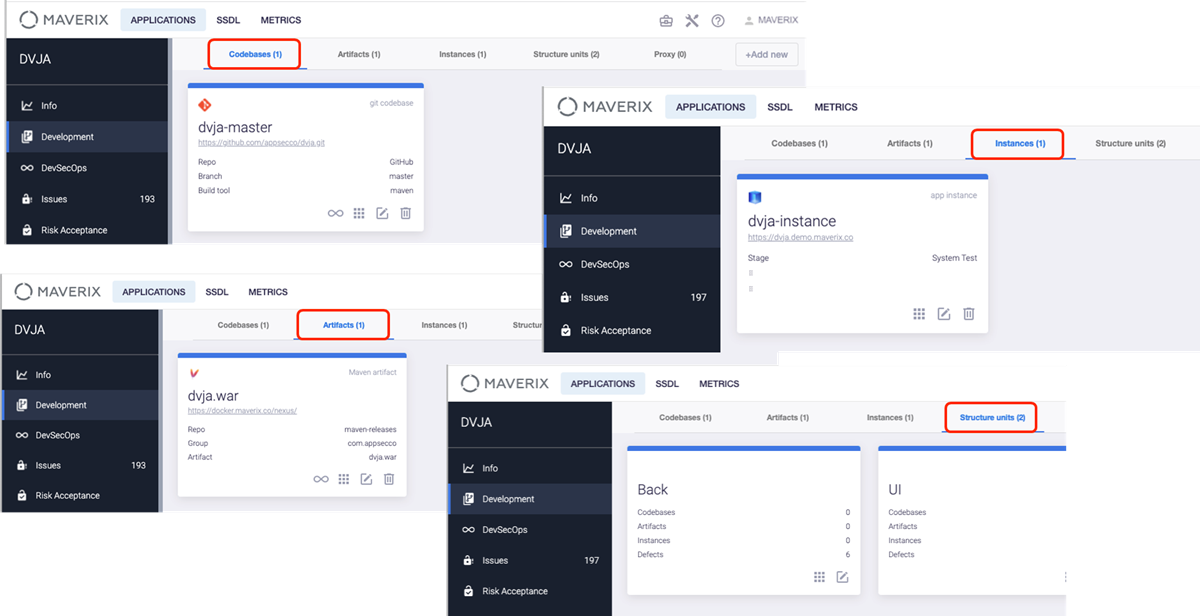 MAVERIX APPLICATIONS SSDL METRICS MAVERIX
DVJA
Codebases (1) Artifacts (1) Instances (1) Structure units (2) Proxy (0) +Add new
Info
Development
DevSecOps
Issues 193
Risk Acceptance
git codebase
dvja-master
https://github.com/appsecco/dvja.git
Repo GitHub
Branch master
Build tool maven
MAVERIX APPLICATIONS SSDL METRICS
DVJA
Codebases (1) Artifacts (1) Instances (1) Structure units (2)
Info
Development
DevSecOps
Issues 197
Risk Acceptance
app instance
dvja-instance
https://dvja.demo.maverix.co
Stage System Test
MAVERIX APPLICATIONS SSDL METRICS
DVJA
Codebases (1) Artifacts (1) Instances (1) Structur
Info
Development
DevSecOps
Issues 193
Risk Acceptance
Maven artifact
dvja.war
https://docker.maverix.co/nexus/
Repo maven-releases
Group com.appsecco
Artifact dvja.war
MAVERIX APPLICATIONS SSDL METRICS
DVJA
Codebases (1) Artifacts (1) Instances (1) Structure units (2)
Info
Development
DevSecOps
Issues 197
Risk Acceptance
Back
Codebases 0
Artifacts 0
Instances 0
Defects 6
UI
Codebases
Artifacts
Instances
Defects